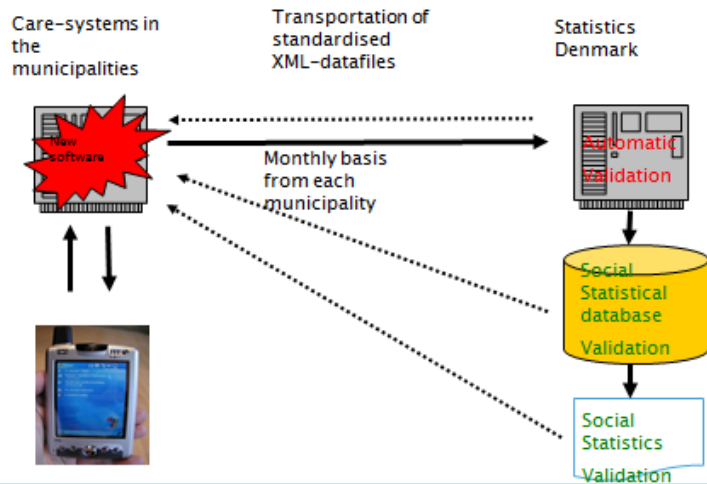 Care-systems in
the
municipalities
Transportation of
standardised
XML-datafiles
Statistics
Denmark
New
software
Monthly basis
from each
municipality
Automatic
Validation
Social
Statistical
database
Validation
Social
Statistics
Validation